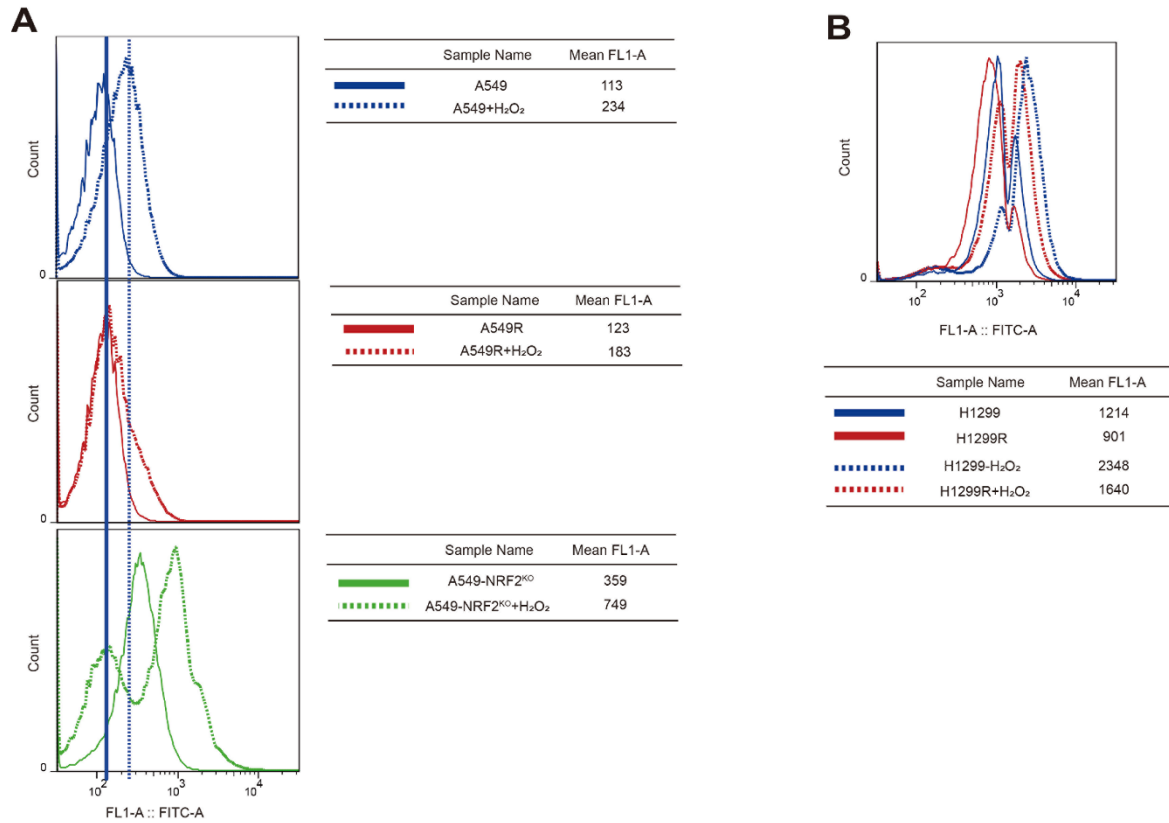 A
Count
0
Sample Name Mean FL1-A
A549 113
A549+H₂O₂ 234
Count
0
Sample Name Mean FL1-A
A549R 123
A549R+H₂O₂ 183
Count
0
Sample Name Mean FL1-A
A549-NRF2ᴷᴼ 359
A549-NRF2ᴷᴼ+H₂O₂ 749
10² 10³ 10⁴
FL1-A :: FITC-A
B
Count
0
10² 10³ 10⁴
FL1-A :: FITC-A
Sample Name Mean FL1-A
H1299 1214
H1299R 901
H1299-H₂O₂ 2348
H1299R+H₂O₂ 1640